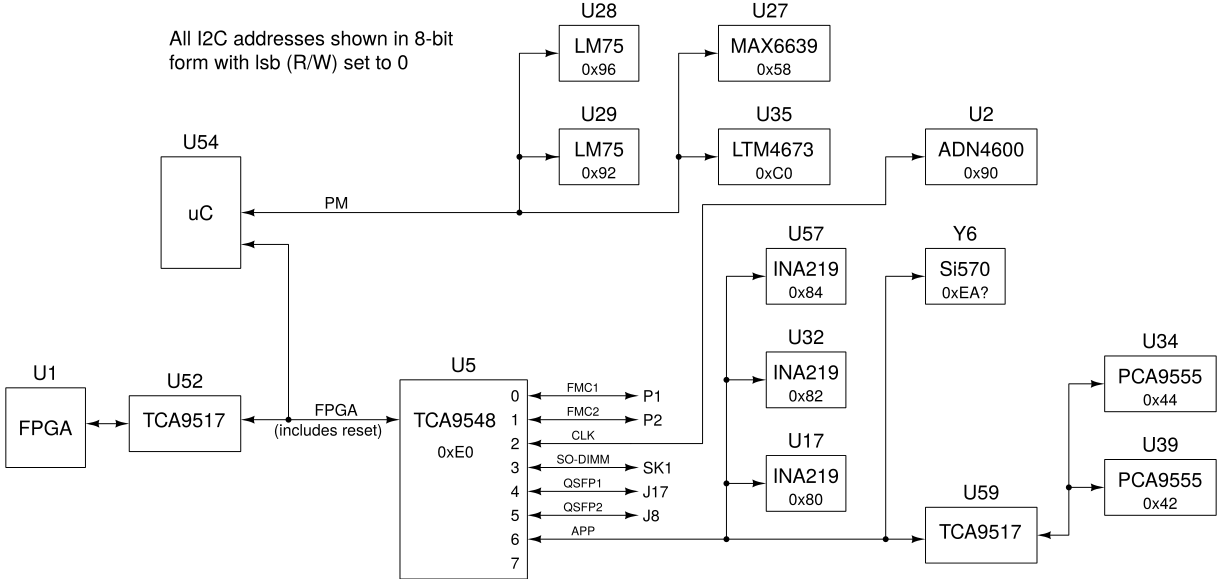 All I2C addresses shown in 8-bit
form with lsb (R/W) set to 0
U28
LM75
0x96
U27
MAX6639
0x58
U29
LM75
0x92
U35
LTM4673
0xC0
U2
ADN4600
0x90
U54
uC
PM
U57
INA219
0x84
Y6
Si570
0xEA?
U32
INA219
0x82
U34
PCA9555
0x44
U1
FPGA
U52
TCA9517
FPGA
(includes reset)
U5
TCA9548
0xE0
0
FMC1
P1
1
FMC2
P2
2
CLK
3
SO-DIMM
SK1
4
QSFP1
J17
5
QSFP2
J8
6
APP
7
U17
INA219
0x80
U39
PCA9555
0x42
U59
TCA9517